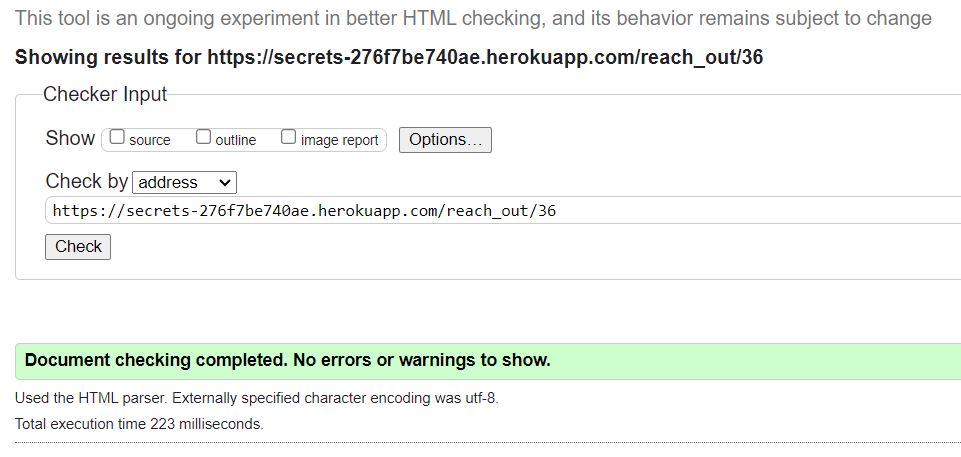 This tool is an ongoing experiment in better HTML checking, and its behavior remains subject to change
Showing results for https://secrets-276f7be740ae.herokuapp.com/reach_out/36
Checker Input
Show source outline image report Options...
Check by address
https://secrets-276f7be740ae.herokuapp.com/reach_out/36
Check
Document checking completed. No errors or warnings to show.
Used the HTML parser. Externally specified character encoding was utf-8.
Total execution time 223 milliseconds.